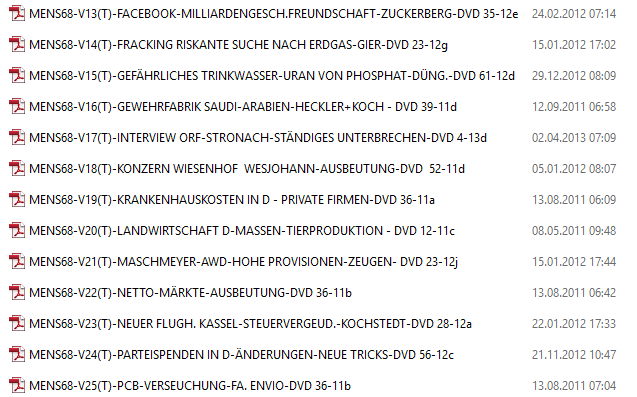 MENS68-V13(T)-FACEBOOK-MILLIARDENGESCH.FREUNDSCHAFT-ZUCKERBERG-DVD 35-12e 24.02.2012 07:14
MENS68-V14(T)-FRACKING RISKANTE SUCHE NACH ERDGAS-GIER-DVD 23-12g 15.01.2012 17:02
MENS68-V15(T)-GEFÄHRLICHES TRINKWASSER-URAN VON PHOSPHAT-DÜNG.-DVD 61-12d 29.12.2012 08:09
MENS68-V16(T)-GEWEHRFABRIK SAUDI-ARABIEN-HECKLER+KOCH - DVD 39-11d 12.09.2011 06:58
MENS68-V17(T)-INTERVIEW ORF-STRONACH-STÄNDIGES UNTERBRECHEN-DVD 4-13d 02.04.2013 07:09
MENS68-V18(T)-KONZERN WIESENHOF  WESJOHANN-AUSBEUTUNG-DVD  52-11d 05.01.2012 08:07
MENS68-V19(T)-KRANKENHAUSKOSTEN IN D - PRIVATE FIRMEN-DVD 36-11a 13.08.2011 06:09
MENS68-V20(T)-LANDWIRTSCHAFT D-MASSEN-TIERPRODUKTION - DVD 12-11c 08.05.2011 09:48
MENS68-V21(T)-MASCHMEYER-AWD-HOHE PROVISIONEN-ZEUGEN- DVD 23-12j 15.01.2012 17:44
MENS68-V22(T)-NETTO-MÄRKTE-AUSBEUTUNG-DVD 36-11b 13.08.2011 06:42
MENS68-V23(T)-NEUER FLUGH. KASSEL-STEUERVERGEUD.-KOCHSTEDT-DVD 28-12a 22.01.2012 17:33
MENS68-V24(T)-PARTEISPENDEN IN D-ÄNDERUNGEN-NEUE TRICKS-DVD 56-12c 21.11.2012 10:47
MENS68-V25(T)-PCB-VERSEUCHUNG-FA. ENVIO-DVD 36-11b 13.08.2011 07:04